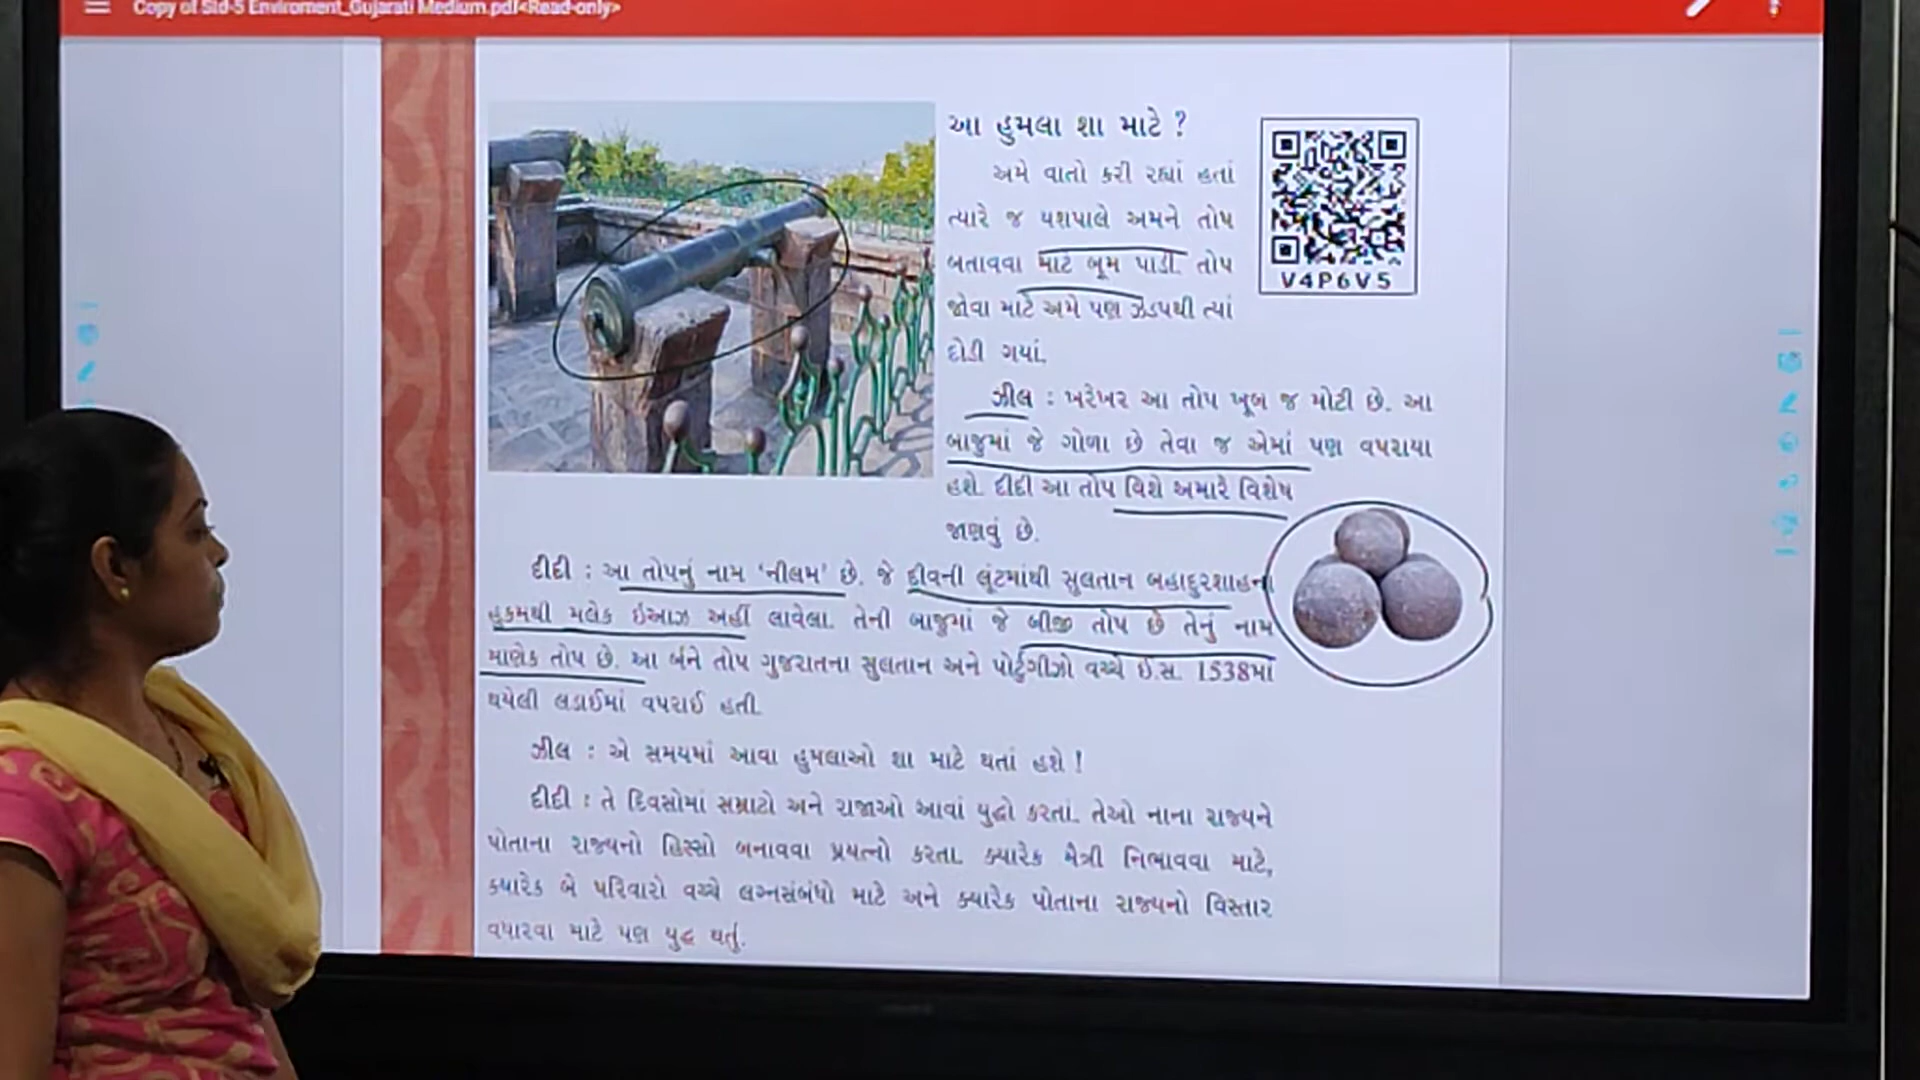 Copy of Std-5 Enviroment_Gujarati Medium.pdf<Read-only>
આ હુમલા શા માટે ?
અમે વાતો કરી રહ્યાં હતાં
ત્યારે જ યશપાલે અમને તોપ
બતાવવા માટે બૂમ પાડી. તોપ
જોવા માટે અમે પણ ઝડપથી ત્યાં
દોડી ગયાં.
V4P6V5
ઝીલ : ખરેખર આ તોપ ખૂબ જ મોટી છે. આ
બાજુમાં જે ગોળા છે તેવા જ એમાં પણ વપરાયા
હશે. દીદી આ તોપ વિશે અમારે વિશેષ
જાણવું છે.
દીદી : આ તોપનું નામ ‘નીલમ’ છે. જે દીવની લૂંટમાંથી સુલતાન બહાદુરશાહના
હુકમથી મલેક ઈઆઝ અહીં લાવેલા. તેની બાજુમાં જે બીજી તોપ છે તેનું નામ
માણેક તોપ છે. આ બંને તોપ ગુજરાતના સુલતાન અને પોર્ટુગીઝો વચ્ચે ઈ.સ. 1538માં
થયેલી લડાઈમાં વપરાઈ હતી.
ઝીલ : એ સમયમાં આવા હુમલાઓ શા માટે થતાં હશે !
દીદી : તે દિવસોમાં સમ્રાટો અને રાજાઓ આવાં યુદ્ધો કરતાં. તેઓ નાના રાજ્યને
પોતાના રાજ્યનો હિસ્સો બનાવવા પ્રયત્નો કરતા. ક્યારેક મૈત્રી નિભાવવા માટે,
ક્યારેક બે પરિવારો વચ્ચે લગ્નસંબંધો માટે અને ક્યારેક પોતાના રાજ્યનો વિસ્તાર
વધારવા માટે પણ યુદ્ધ થતું.